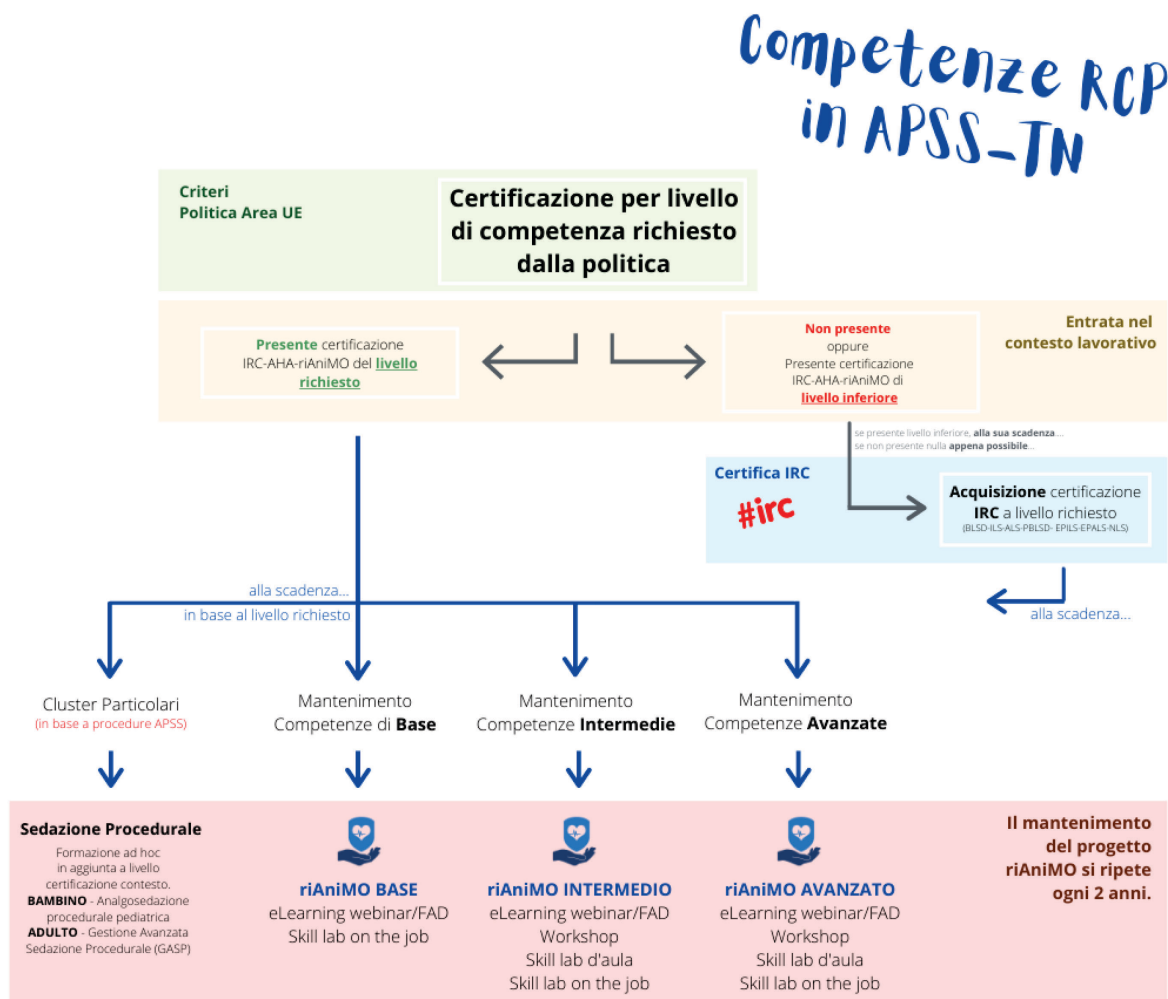 Competenze RCP
in APSS_TN
Criteri
Politica Area UE
Certificazione per livello
di competenza richiesto
dalla politica
Presente certificazione
IRC-AHA-riAniMO del livello
richiesto
Non presente
oppure
Presente certificazione
IRC-AHA-riAniMO di
livello inferiore
Entrata nel
contesto lavorativo
se presente livello inferiore, alla sua scadenza....
se non presente nulla appena possibile...
Certifica IRC
#irc
Acquisizione certificazione
IRC a livello richiesto
(BLSD-ILS-ALS-PBLSD- EPILS-EPALS-NLS)
alla scadenza...
in base al livello richiesto
alla scadenza...
Cluster Particolari
(in base a procedure APSS)
Mantenimento
Competenze di Base
Mantenimento
Competenze Intermedie
Mantenimento
Competenze Avanzate
Sedazione Procedurale
Formazione ad hoc
in aggiunta a livello
certificazione contesto.
BAMBINO - Analgosedazione
procedurale pediatrica
ADULTO - Gestione Avanzata
Sedazione Procedurale (GASP)
riAniMO BASE
eLearning webinar/FAD
Skill lab on the job
riAniMO INTERMEDIO
eLearning webinar/FAD
Workshop
Skill lab d'aula
Skill lab on the job
riAniMO AVANZATO
eLearning webinar/FAD
Workshop
Skill lab d'aula
Skill lab on the job
Il mantenimento
del progetto
riAniMO si ripete
ogni 2 anni.